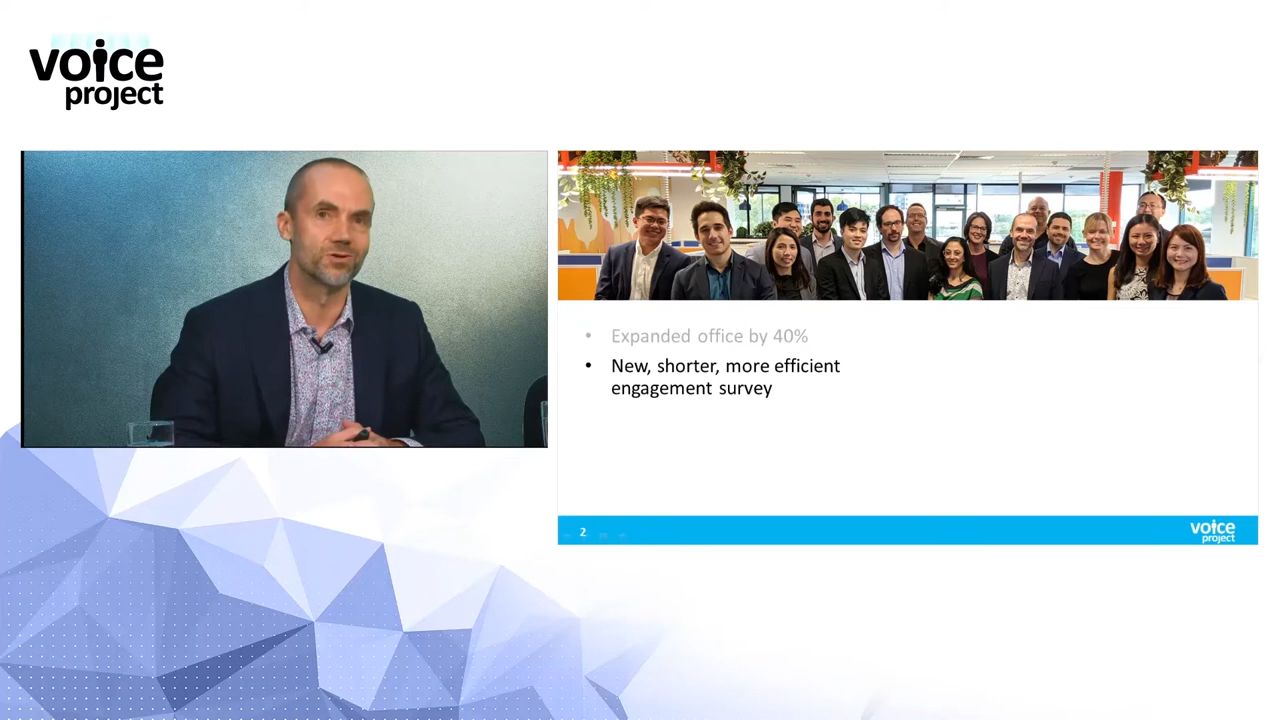 voice
project
• Expanded office by 40%
• New, shorter, more efficient
engagement survey
2
voice
project